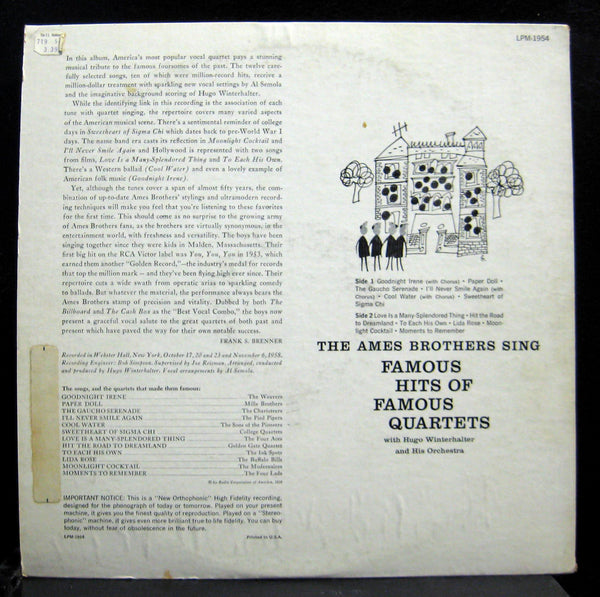 LPM-1954
719
3.39
In this album, America's most popular vocal quartet pays a stunning
musical tribute to the famous foursomes of the past. The twelve care-
fully selected songs, ten of which were million-record hits, receive a
million-dollar treatment with sparkling new vocal settings by Al Semola
and the imaginative background scoring of Hugo Winterhalter.
While the identifying link in this recording is the association of each
tune with quartet singing, the repertoire covers many varied aspects
of the American musical scene. There's a sentimental reminder of college
days in Sweetheart of Sigma Chi which dates back to pre-World War I
days. The name band era casts its reflection in Moonlight Cocktail and
I'll Never Smile Again and Hollywood is represented with two songs
from films, Love Is a Many-Splendored Thing and To Each His Own.
There's a Western ballad (Cool Water) and even a lovely example of
American folk music (Goodnight Irene).
Yet, although the tunes cover a span of almost fifty years, the com-
bination of up-to-date Ames Brothers' stylings and ultramodern record-
ing techniques will make you feel that you're listening to these favorites
for the first time. This should come as no surprise to the growing army
of Ames Brothers fans, as the brothers are virtually synonymous, in the
entertainment world, with freshness and versatility. The boys have been
singing together since they were kids in Malden, Massachusetts. Their
first big hit on the RCA Victor label was You, You, You in 1953, which
earned them another "Golden Record,"—the industry's medal for records
that top the million mark — and they've been flying high ever since. Their
repertoire cuts a wide swath from operatic arias to sparkling comedy
to ballads. But whatever the material, the performance always bears the
Ames Brothers stamp of precision and vitality. Dubbed by both The
Billboard and The Cash Box as the "Best Vocal Combo," the boys now
present a graceful vocal salute to the great quartets of both past and
present which have paved the way for their own notable success.
FRANK S. BRENNER
Recorded in Webster Hall, New York, October 17, 20 and 23 and November 6, 1958.
Recording Engineer: Bob Simpson. Supervised by Joe Reisman. Arranged, conducted
and produced by Hugo Winterhalter. Vocal arrangements by Al Semola.
The songs, and the quartets that made them famous:
GOODNIGHT IRENE The Weavers
PAPER DOLL Mills Brothers
THE GAUCHO SERENADE The Charioteers
I'LL NEVER SMILE AGAIN The Pied Pipers
COOL WATER The Sons of the Pioneers
SWEETHEART OF SIGMA CHI College Quartets
LOVE IS A MANY-SPLENDORED THING The Four Aces
HIT THE ROAD TO DREAMLAND Golden Gate Quartet
TO EACH HIS OWN The Ink Spots
LIDA ROSE The Buffalo Bills
MOONLIGHT COCKTAIL The Modernaires
MOMENTS TO REMEMBER The Four Lads
© by Radio Corporation of America, 1959
IMPORTANT NOTICE: This is a "New Orthophonic" High Fidelity recording,
designed for the phonograph of today or tomorrow. Played on your present
machine, it gives you the finest quality of reproduction. Played on a "Stereo-
phonic" machine, it gives even more brilliant true-to-life fidelity. You can buy
today, without fear of obsolescence in the future.
LPM-1954 Printed in U.S.A.
Side 1 Goodnight Irene (with Chorus) • Paper Doll •
The Gaucho Serenade • I'll Never Smile Again (with
Chorus) • Cool Water (with Chorus) • Sweetheart of
Sigma Chi
Side 2 Love Is a Many-Splendored Thing • Hit the Road
to Dreamland • To Each His Own • Lida Rose • Moon-
light Cocktail • Moments to Remember
THE AMES BROTHERS SING
FAMOUS
HITS OF
FAMOUS
QUARTETS
with Hugo Winterhalter
and His Orchestra